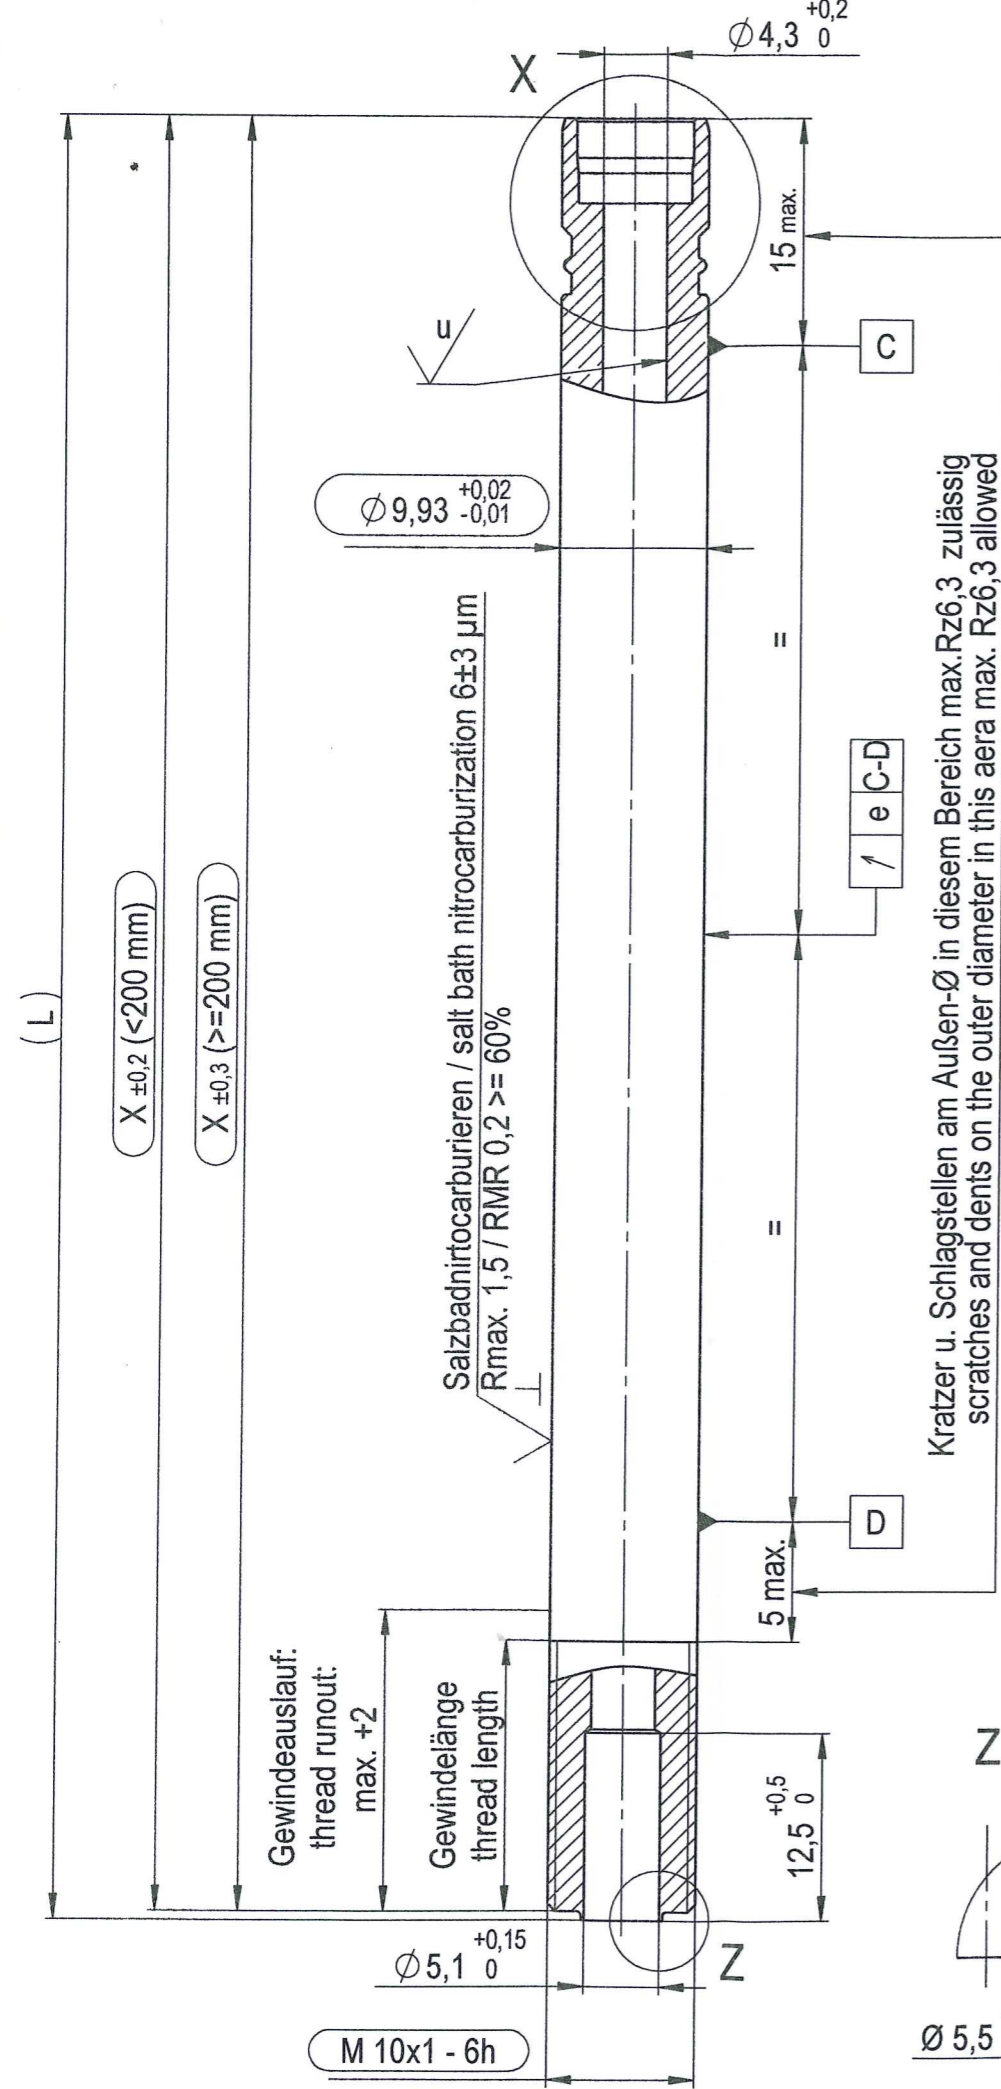 ⌀4,3 +0,2 0
X
15 max.
u
C
⌀9,93 +0,02 -0,01
Salzbadnirtocarburieren / salt bath nitrocarburization 6±3 µm
Rmax. 1,5 / RMR 0,2 >= 60%
=
e C-D
Kratzer u. Schlagstellen am Außen-Ø in diesem Bereich max.Rz6,3 zulässig
scratches and dents on the outer diameter in this aera max. Rz6,3 allowed
( L )
X ±0,2 (<200 mm)
X ±0,3 (>=200 mm)
=
D
5 max.
Gewindeauslauf:
thread runout:
max. +2
Gewindelänge
thread length
12,5 +0,5 0
Z
⌀5,1 +0,15 0
Z
M 10x1 - 6h
Ø 5,5